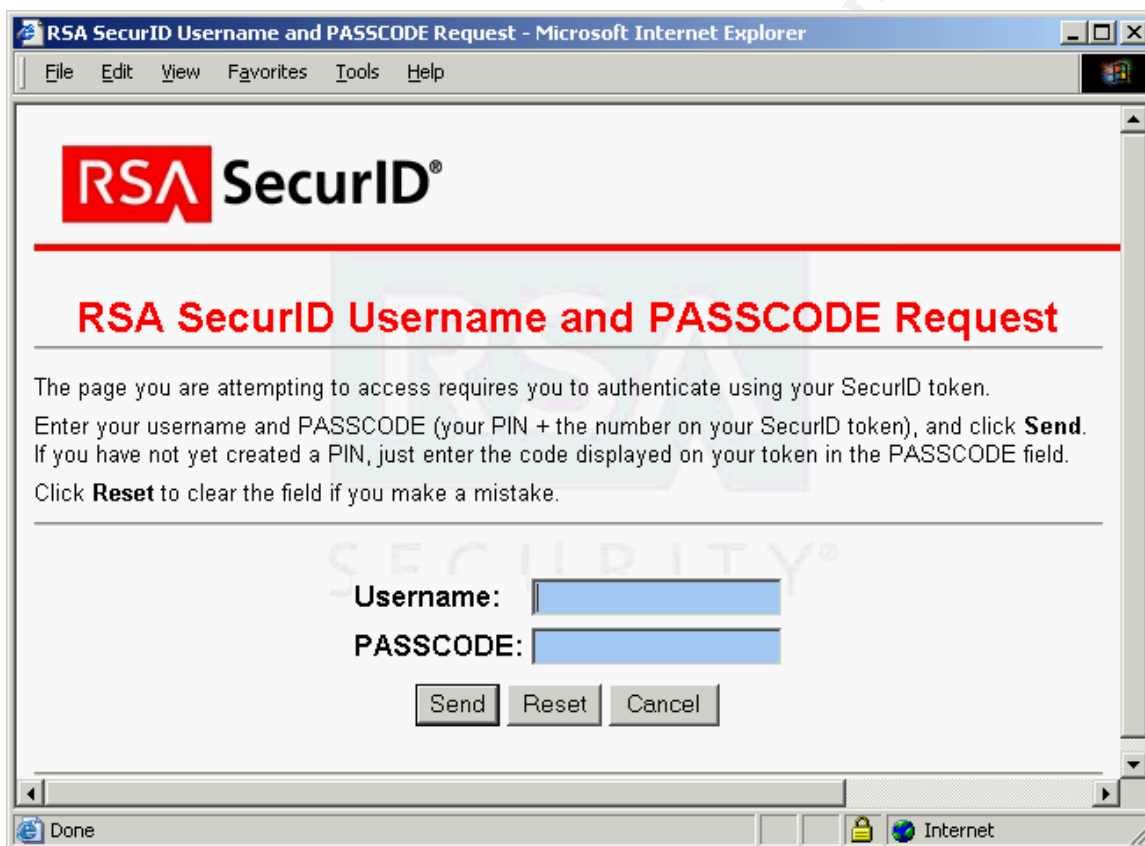 RSA SecurID Username and PASSCODE Request - Microsoft Internet Explorer
File Edit View Favorites Tools Help
RSA SecurID®
RSA SecurID Username and PASSCODE Request
The page you are attempting to access requires you to authenticate using your SecurID token.
Enter your username and PASSCODE (your PIN + the number on your SecurID token), and click Send.
If you have not yet created a PIN, just enter the code displayed on your token in the PASSCODE field.
Click Reset to clear the field if you make a mistake.
RSA
SECURITY®
Username:
PASSCODE:
Send Reset Cancel
Done Internet